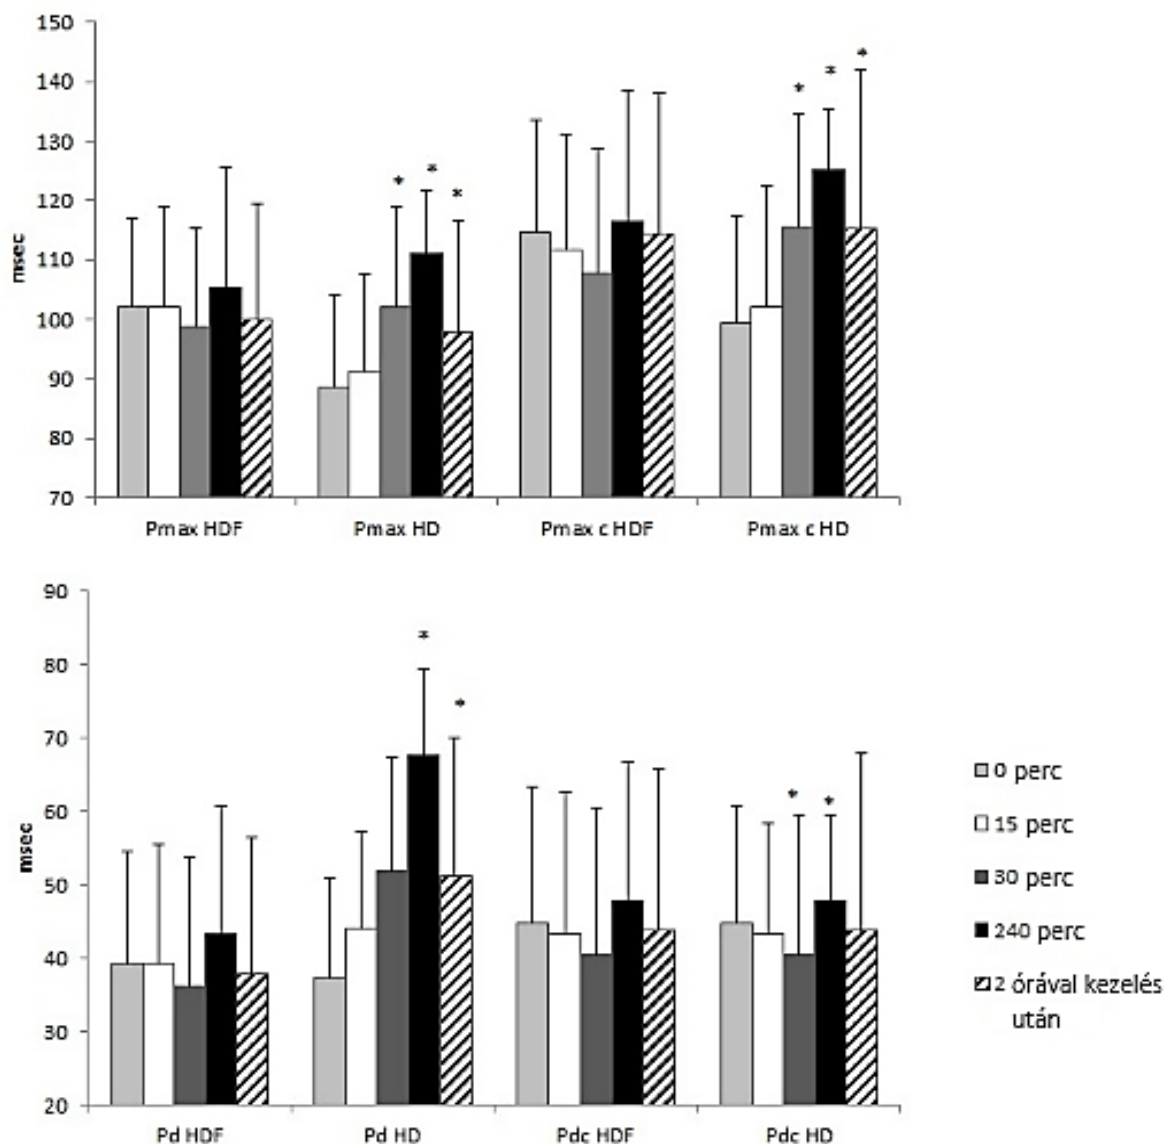 150
140
130
120
110
100
90
80
70
msec
* * *
* * *
Pmax HDF Pmax HD Pmax c HDF Pmax c HD
90
80
70
60
50
40
30
20
msec
* *
* *
Pd HDF Pd HD Pdc HDF Pdc HD
0 perc
15 perc
30 perc
240 perc
2 órával kezelés
után